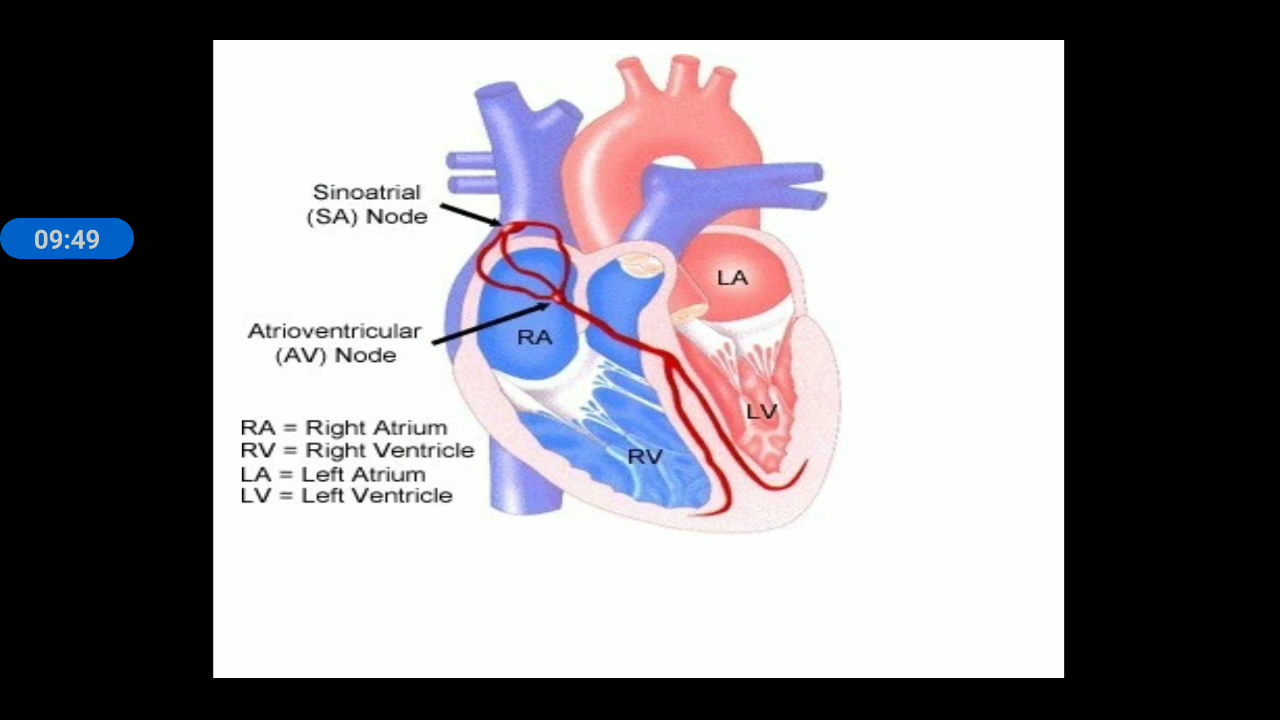 Sinoatrial
(SA) Node
09:49
LA
Atrioventricular
(AV) Node
RA
LV
RA = Right Atrium
RV = Right Ventricle
LA = Left Atrium
LV = Left Ventricle
RV